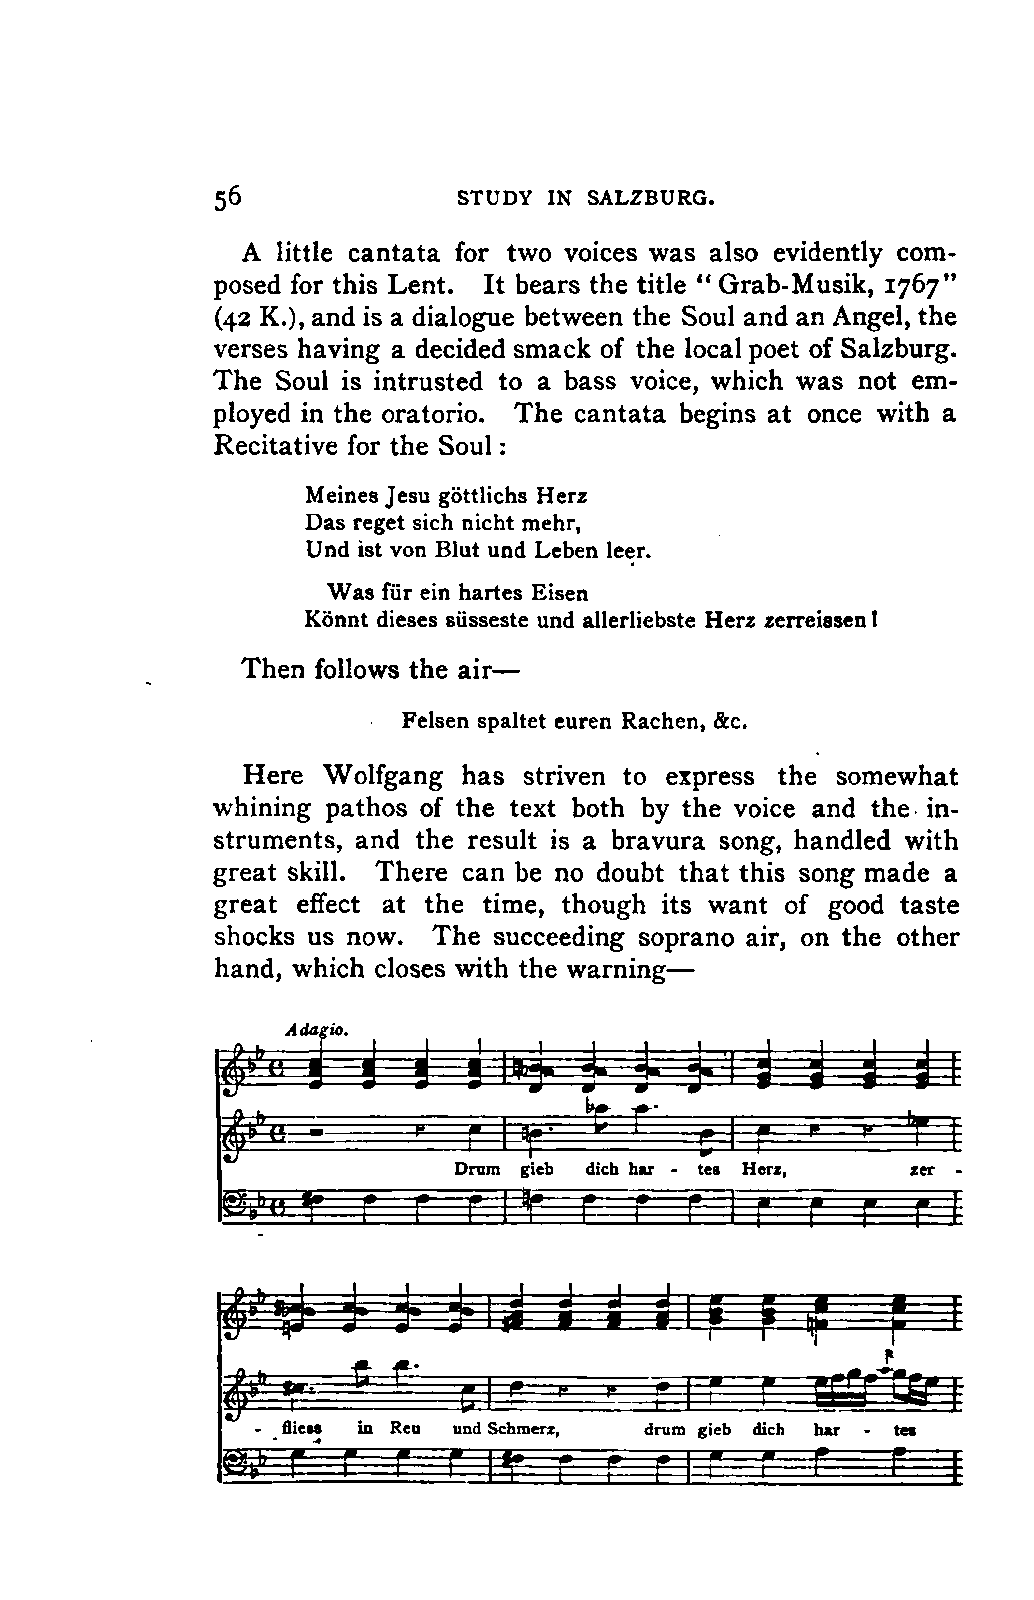 56 STUDY IN SALZBURG.
A little cantata for two voices was also evidently com-
posed for this Lent. It bears the title “Grab-Musik, 1767”
(42 K.), and is a dialogue between the Soul and an Angel, the
verses having a decided smack of the local poet of Salzburg.
The Soul is intrusted to a bass voice, which was not em-
ployed in the oratorio. The cantata begins at once with a
Recitative for the Soul:
Meines Jesu göttlichs Herz
Das reget sich nicht mehr,
Und ist von Blut und Leben leer.
Was für ein hartes Eisen
Könnt dieses süsseste und allerliebste Herz zerreissen!
Then follows the air—
Felsen spaltet euren Rachen, &c.
Here Wolfgang has striven to express the somewhat
whining pathos of the text both by the voice and the in-
struments, and the result is a bravura song, handled with
great skill. There can be no doubt that this song made a
great effect at the time, though its want of good taste
shocks us now. The succeeding soprano air, on the other
hand, which closes with the warning—
Adagio.
Drum gieb dich har - tes Herz, zer -
- fliess in Reu und Schmerz, drum gieb dich har - tes